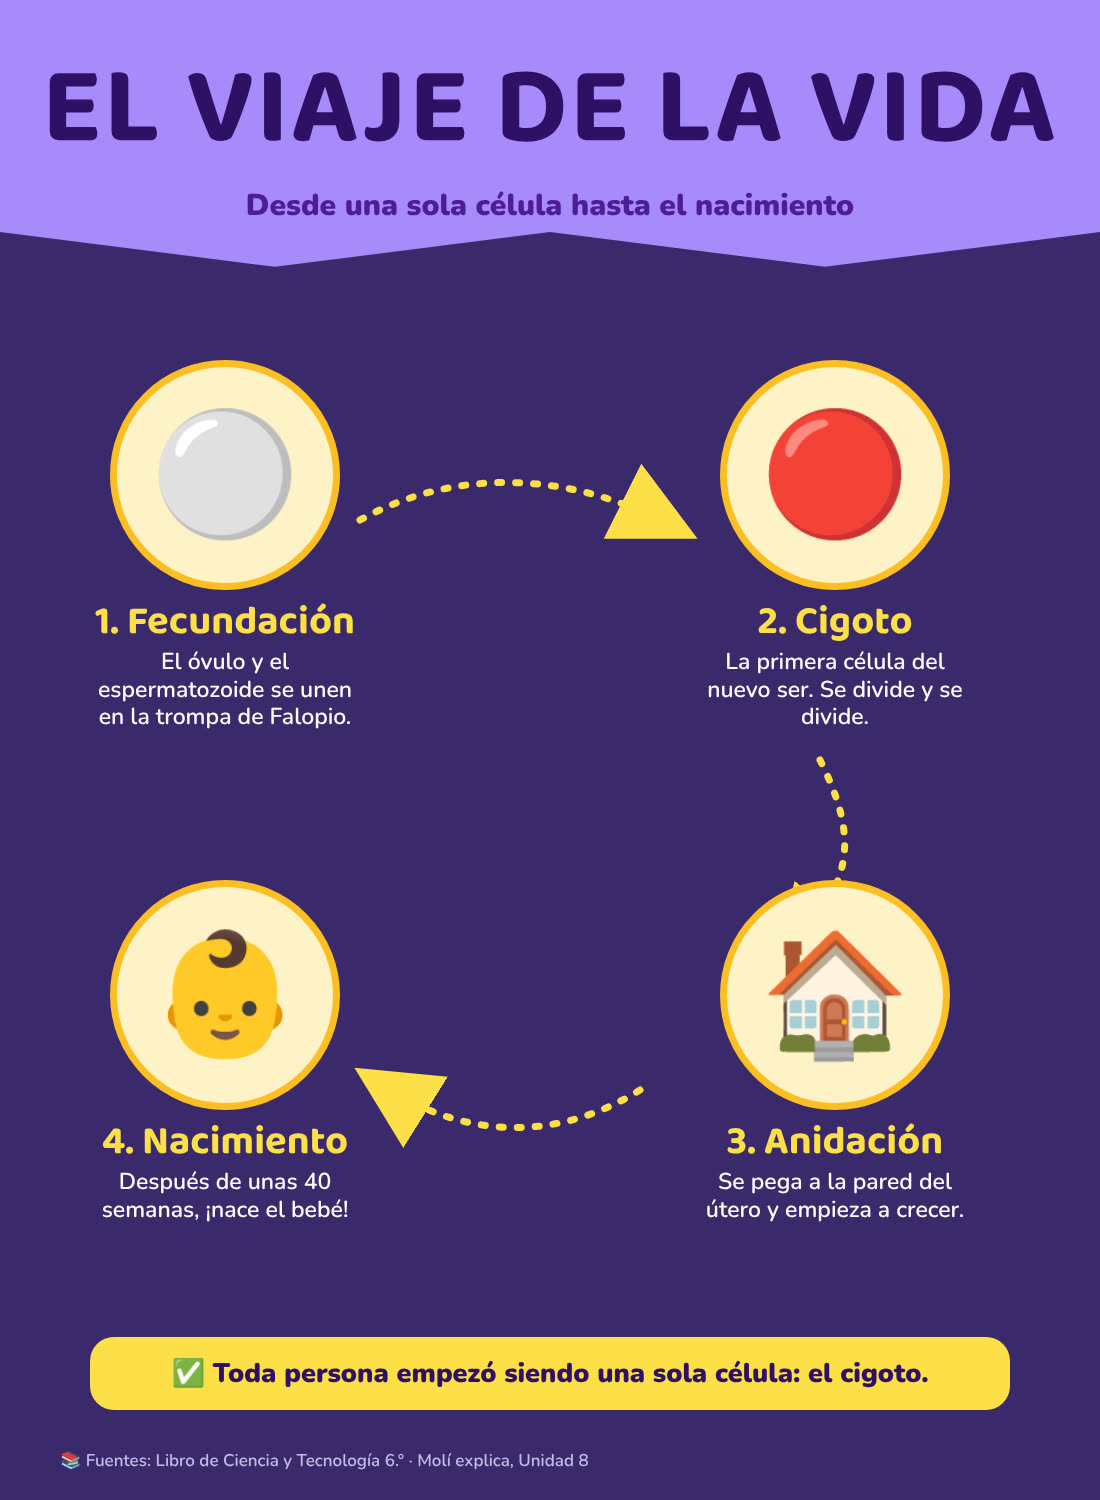 EL VIAJE DE LA VIDA
Desde una sola célula hasta el nacimiento
1. Fecundación
El óvulo y el
espermatozoide se unen
en la trompa de Falopio.
2. Cigoto
La primera célula del
nuevo ser. Se divide y se
divide.
3. Anidación
Se pega a la pared del
útero y empieza a crecer.
4. Nacimiento
Después de unas 40
semanas, ¡nace el bebé!
✅ Toda persona empezó siendo una sola célula: el cigoto.
📚 Fuentes: Libro de Ciencia y Tecnología 6.° · Molí explica, Unidad 8